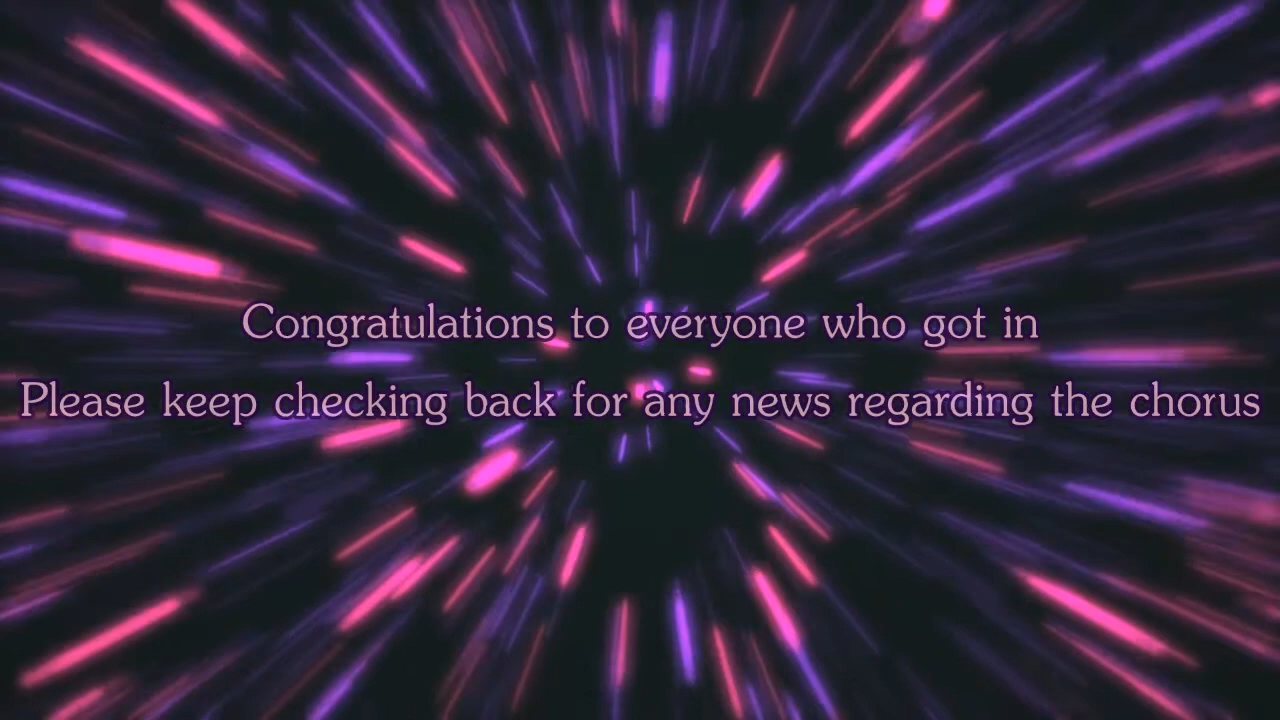 Congratulations to everyone who got in
Please keep checking back for any news regarding the chorus